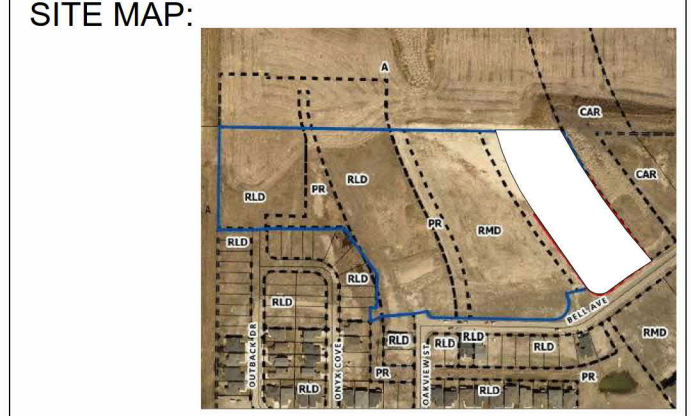 SITE MAP:
A
CAR
CAR
RLD
PR
RLD
A
PR
RMD
RLD
RLD
RLD
BELL AVE
RMD
OUTBACK DR
ONYX COVE
RLD
OAKVIEW ST
RLD
RLD
RLD
PR
PR
RLD
RLD